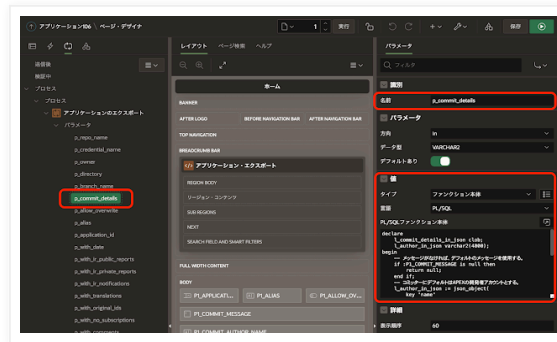 アプリケーション106 \ ページ・デザイナ
1
実行
保存
送信後
検証中
プロセス
プロセス
アプリケーションのエクスポート
パラメータ
p_repo_name
p_credential_name
p_owner
p_directory
p_branch_name
p_commit_details
p_allow_overwrite
p_alias
p_application_id
p_with_date
p_with_ir_public_reports
p_with_ir_private_reports
p_with_ir_notifications
p_with_translations
p_with_original_ids
p_with_no_subscriptions
p_with_comments
レイアウト ページ検索 ヘルプ
ホーム
BANNER
AFTER LOGO BEFORE NAVIGATION BAR AFTER NAVIGATION BAR
TOP NAVIGATION
BREADCRUMB BAR
アプリケーション・エクスポート
REGION BODY
リージョン・コンテンツ
SUB REGIONS
NEXT
SEARCH FIELD AND SMART FILTERS
FULL WIDTH CONTENT
BODY
P1_APPLICATI... P1_ALIAS P1_ALLOW_OV...
P1_COMMIT_MESSAGE
P1_COMMIT_AUTHOR_NAME
パラメータ
フィルタ
識別
名前 p_commit_details
パラメータ
方向 In
データ型 VARCHAR2
デフォルトあり
値
タイプ ファンクション本体
言語 PL/SQL
PL/SQLファンクション本体
declare
l_commit_details_in_json clob;
l_author_in_json varchar2(4000);
begin
-- メッセージがなければ、デフォルトのメッセージを使用する。
if :P1_COMMIT_MESSAGE is null then
return null;
end if;
-- コミッターにデフォルトはAPEXの開発者アカウントとする。
l_author_in_json := json_object(
key 'name'
詳細
表示順序 60